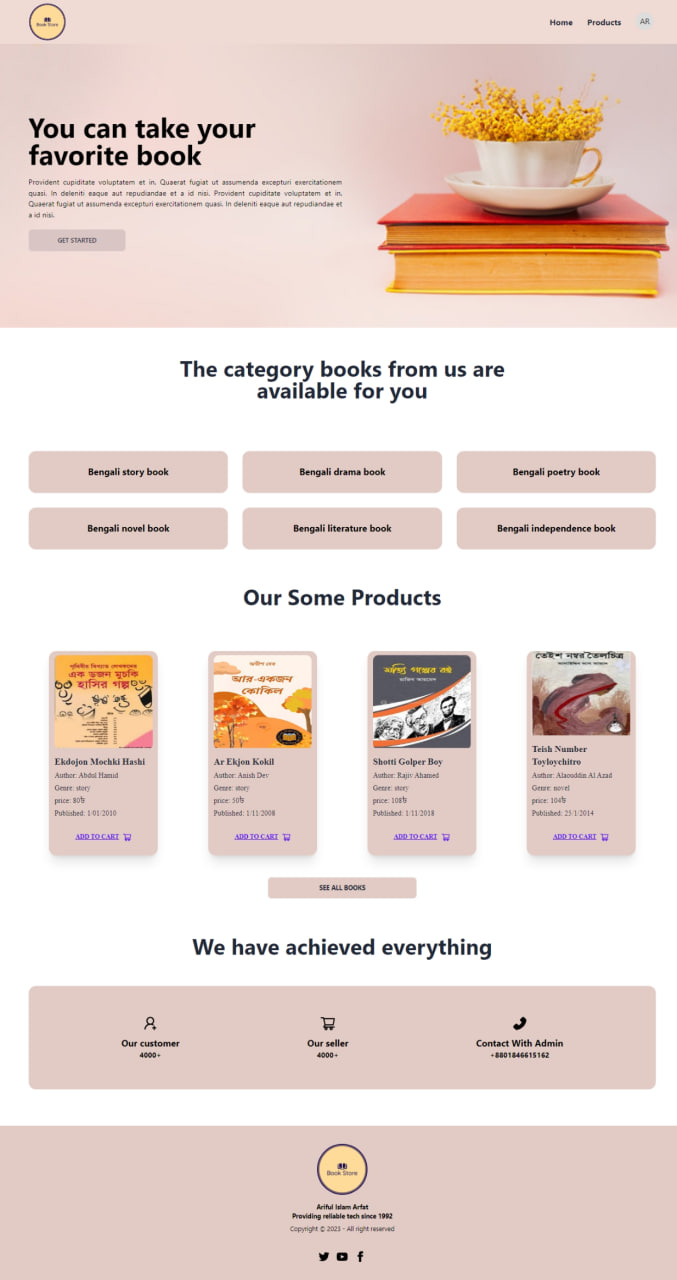 Book Store
Home Products AR
You can take your
favorite book
Provident cupiditate voluptatem et in. Quaerat fugiat ut assumenda excepturi exercitationem
quasi. In deleniti eaque aut repudiandae et a id nisi. Provident cupiditate voluptatem et in.
Quaerat fugiat ut assumenda excepturi exercitationem quasi. In deleniti eaque aut repudiandae et
a id nisi.
GET STARTED
The category books from us are
available for you
Bengali story book Bengali drama book Bengali poetry book
Bengali novel book Bengali literature book Bengali independence book
Our Some Products
পৃথিবীর বিখ্যাত লেখকদের
এক ডজন মুচকি
হাসির গল্প
Ekdojon Mochki Hashi
Author: Abdul Hamid
Genre: story
price: 80৳
Published: 1/01/2010
ADD TO CART
অনীশ দেব
আর-একজন
কোকিল
Ar Ekjon Kokil
Author: Anish Dev
Genre: story
price: 50৳
Published: 1/11/2008
ADD TO CART
সত্যি গল্পের বই
রাজিব আহমেদ
Shotti Golper Boy
Author: Rajiv Ahamed
Genre: story
price: 108৳
Published: 1/11/2018
ADD TO CART
তেইশ নম্বর তৈলচিত্র
আলাউদ্দিন আল আজাদ
Teish Number
Toyloychitro
Author: Alaouddin Al Azad
Genre: novel
price: 104৳
Published: 25/1/2014
ADD TO CART
SEE ALL BOOKS
We have achieved everything
Our customer
4000+
Our seller
4000+
Contact With Admin
+8801846615162
Book Store
Ariful Islam Arfat
Providing reliable tech since 1992
Copyright © 2023 - All right reserved